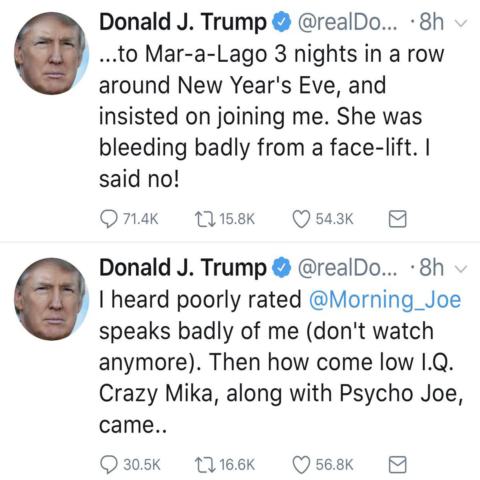 Donald J. Trump @realDo... · 8h
...to Mar-a-Lago 3 nights in a row
around New Year's Eve, and
insisted on joining me. She was
bleeding badly from a face-lift. I
said no!
71.4K 15.8K 54.3K
Donald J. Trump @realDo... · 8h
I heard poorly rated @Morning_Joe
speaks badly of me (don't watch
anymore). Then how come low I.Q.
Crazy Mika, along with Psycho Joe,
came..
30.5K 16.6K 56.8K